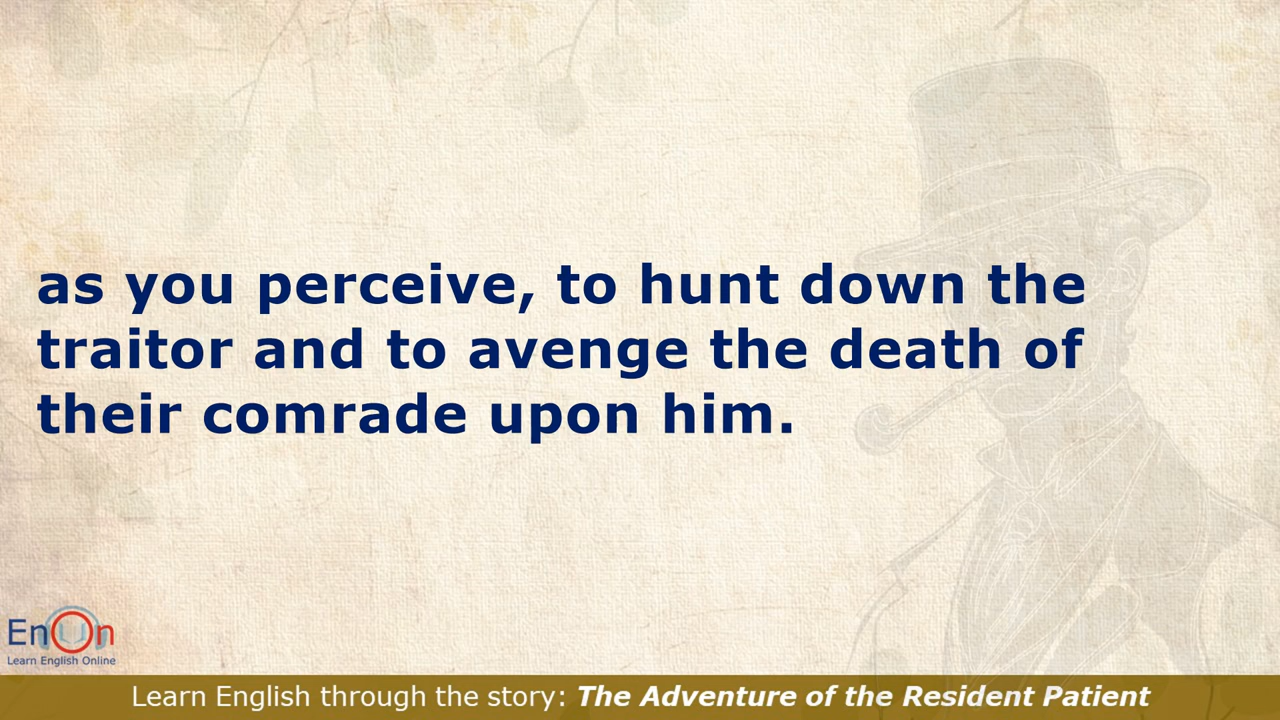 as you perceive, to hunt down the
traitor and to avenge the death of
their comrade upon him.
EnOn
Learn English Online
Learn English through the story: The Adventure of the Resident Patient